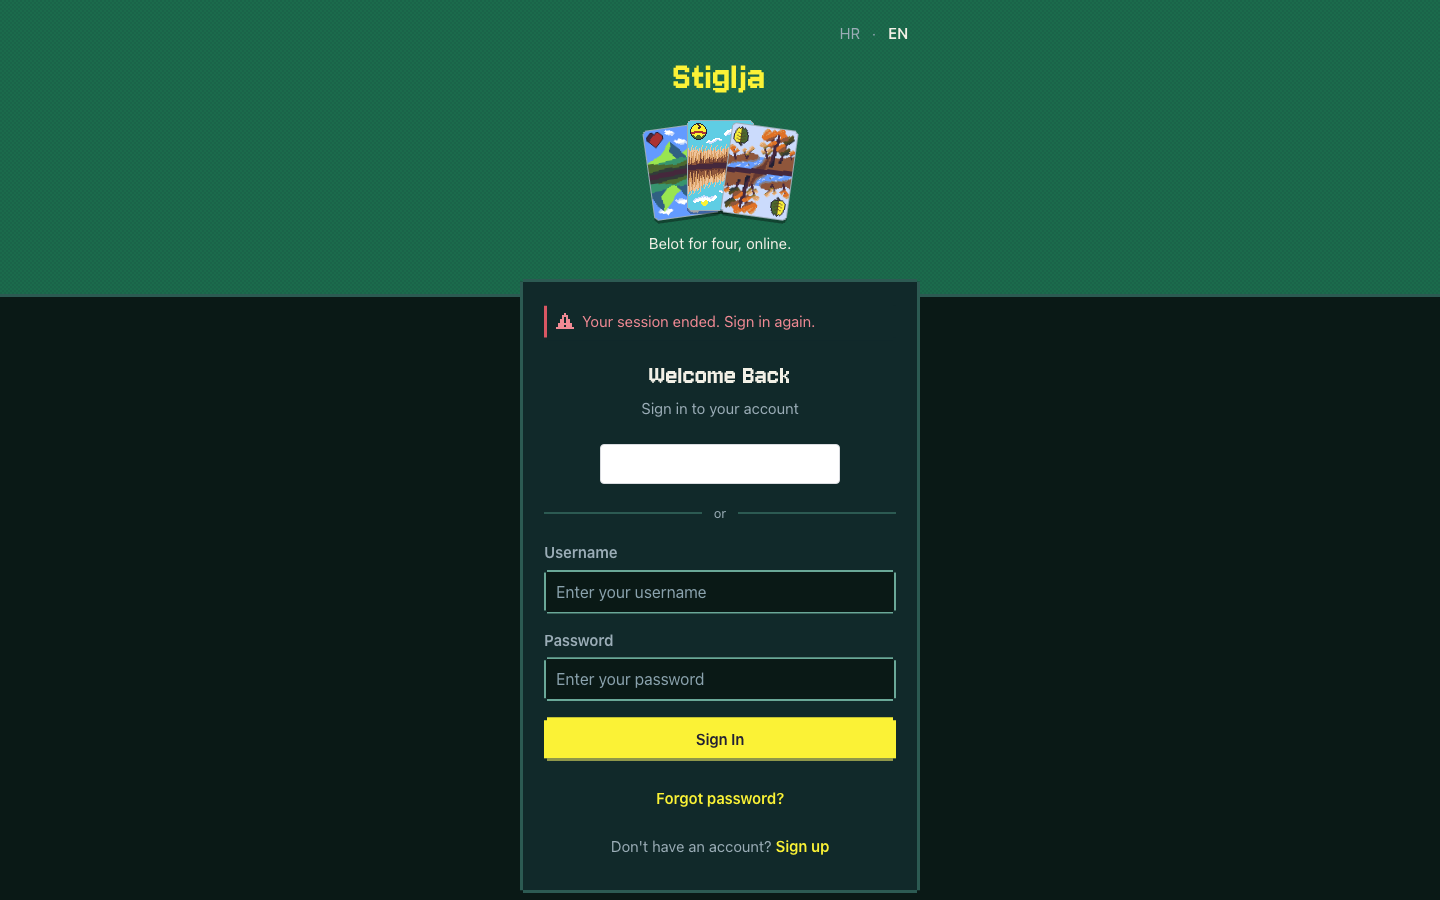 HR · EN
Stiglja
Belot for four, online.
Your session ended. Sign in again.
Welcome Back
Sign in to your account
or
Username
Enter your username
Password
Enter your password
Sign In
Forgot password?
Don't have an account? Sign up